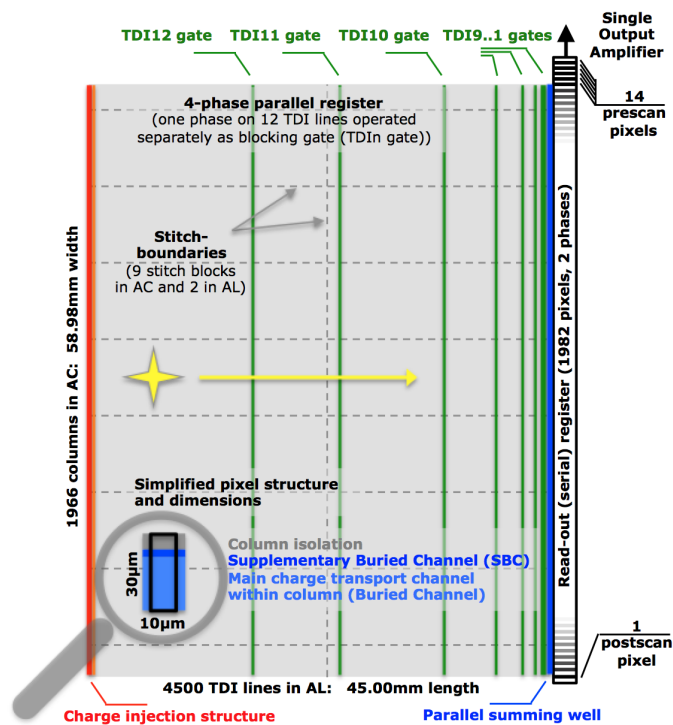 TDI12 gate
TDI11 gate
TDI10 gate
TDI9..1 gates
Single
Output
Amplifier
4-phase parallel register
(one phase on 12 TDI lines operated
separately as blocking gate (TDIn gate))
14
prescan
pixels
Stitch-
boundaries
(9 stitch blocks
in AC and 2 in AL)
1966 columns in AC:  58.98mm width
Read-out (serial) register (1982 pixels, 2 phases)
Simplified pixel structure
and dimensions
Column isolation
Supplementary Buried Channel (SBC)
Main charge transport channel
within column (Buried Channel)
30µm
10µm
1
postscan
pixel
4500 TDI lines in AL:   45.00mm length
Charge injection structure
Parallel summing well